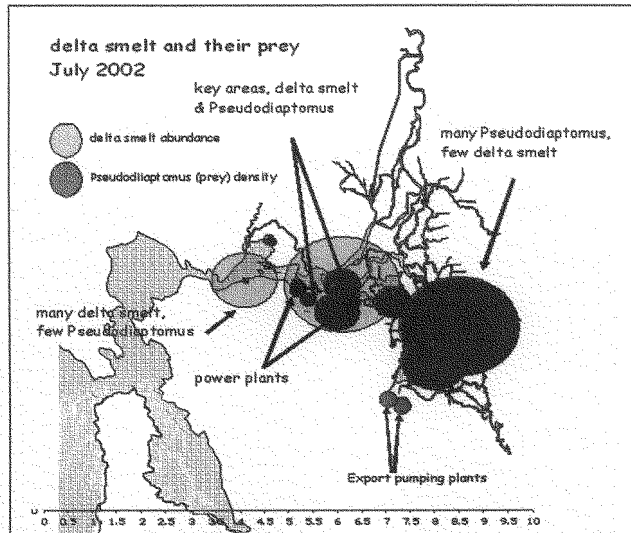 delta smelt and their prey
July 2002
key areas, delta smelt
& Pseudodiaptomus
many Pseudodiaptomus,
few delta smelt
delta smelt abundance
Pseudodiaptomus (prey) density
many delta smelt,
few Pseudodiaptomus
power plants
Export pumping plants
0 0.5 1 1.5 2 2.5 3 3.5 4 4.5 5 5.5 6 6.5 7 7.5 8 8.5 9 9.5 10